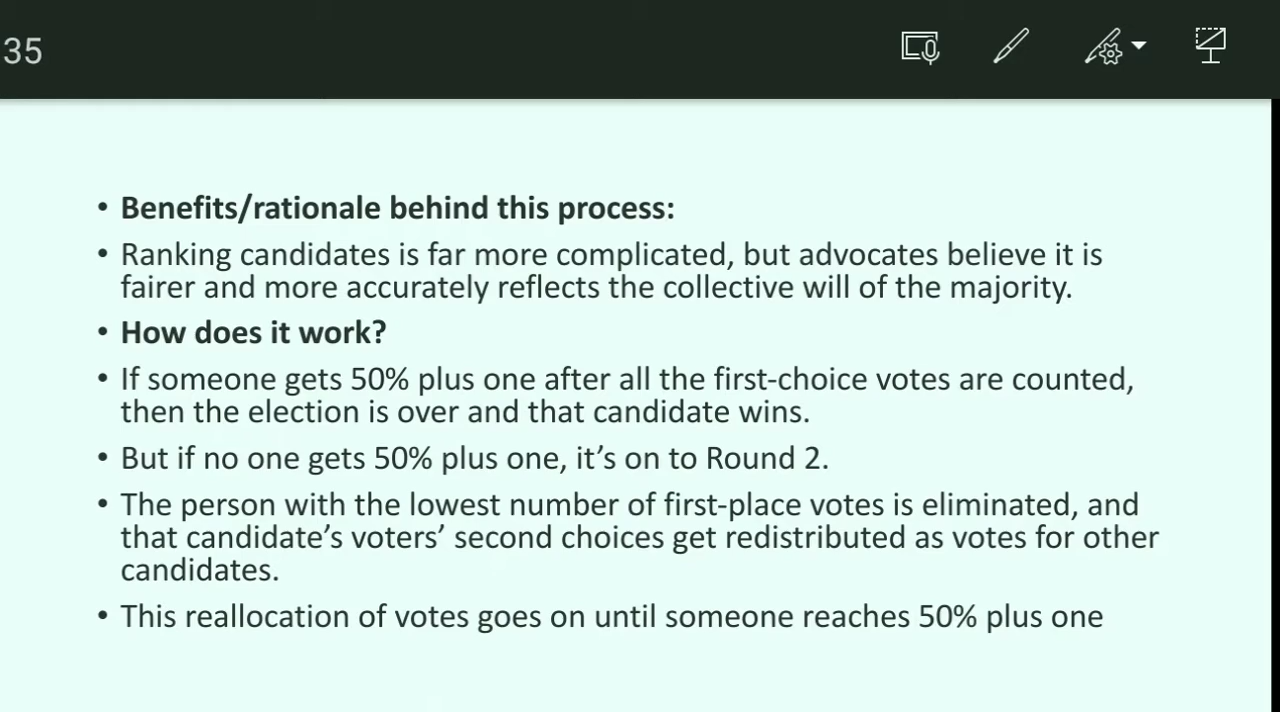 35
• Benefits/rationale behind this process:
• Ranking candidates is far more complicated, but advocates believe it is
fairer and more accurately reflects the collective will of the majority.
• How does it work?
• If someone gets 50% plus one after all the first-choice votes are counted,
then the election is over and that candidate wins.
• But if no one gets 50% plus one, it’s on to Round 2.
• The person with the lowest number of first-place votes is eliminated, and
that candidate’s voters’ second choices get redistributed as votes for other
candidates.
• This reallocation of votes goes on until someone reaches 50% plus one